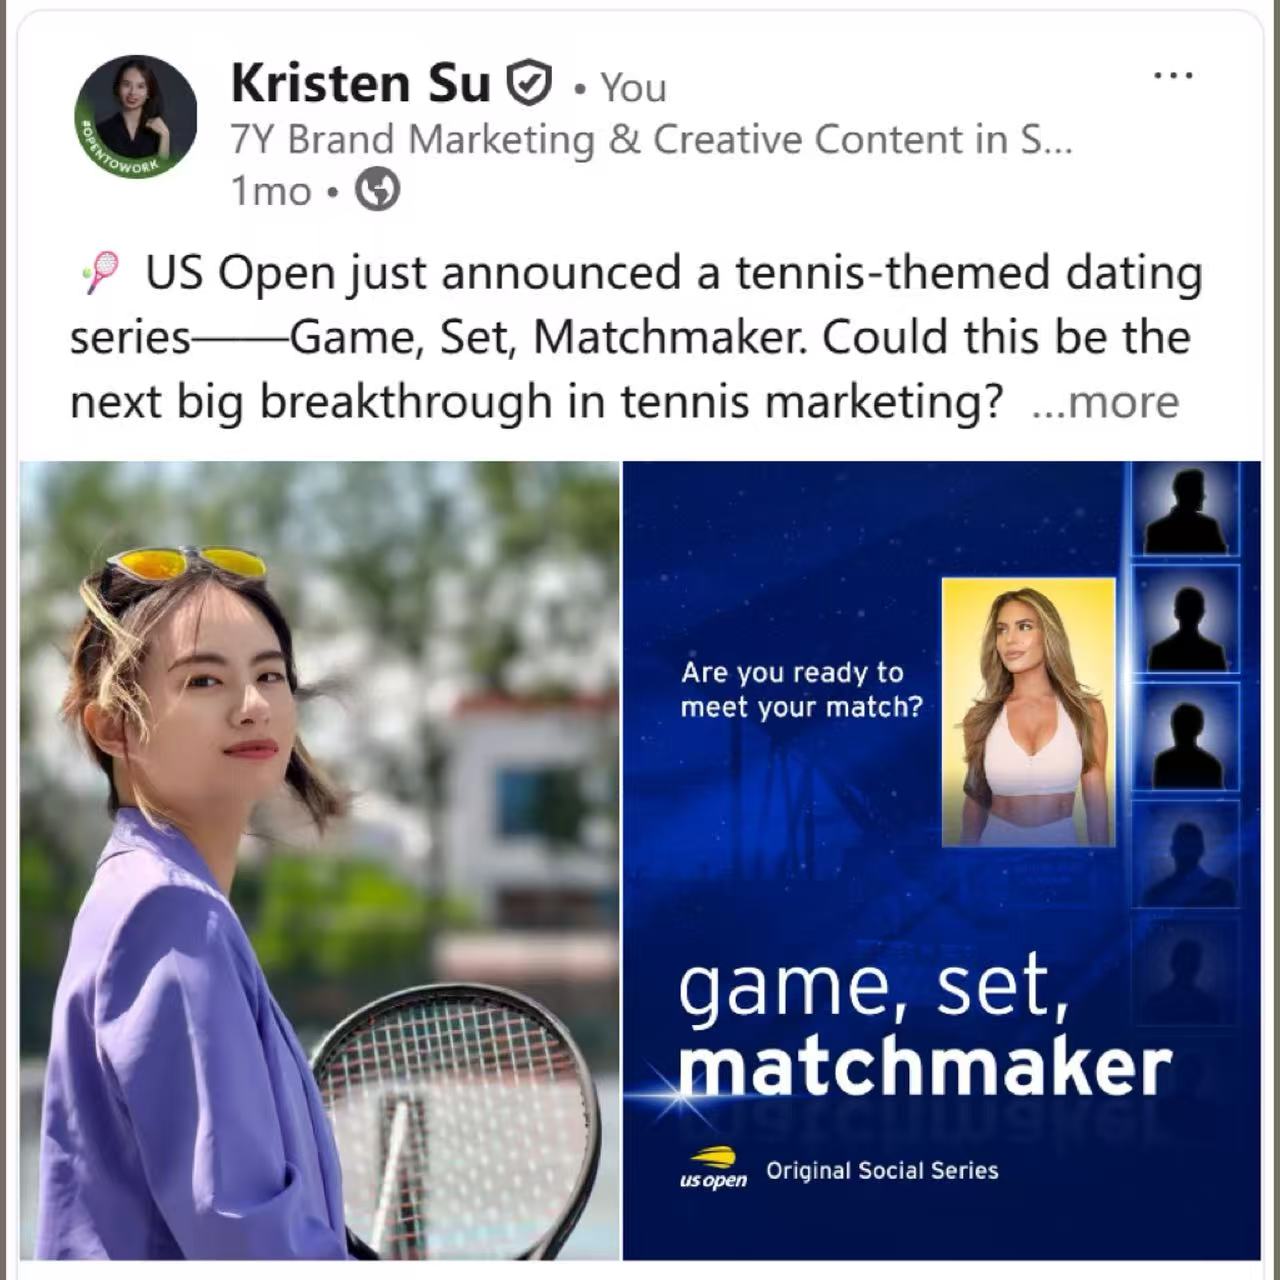 Kristen Su • You
7Y Brand Marketing & Creative Content in S...
1mo •
#OPENTOWORK
US Open just announced a tennis-themed dating
series——Game, Set, Matchmaker. Could this be the
next big breakthrough in tennis marketing? ...more
Are you ready to
meet your match?
game, set,
matchmaker
us open Original Social Series